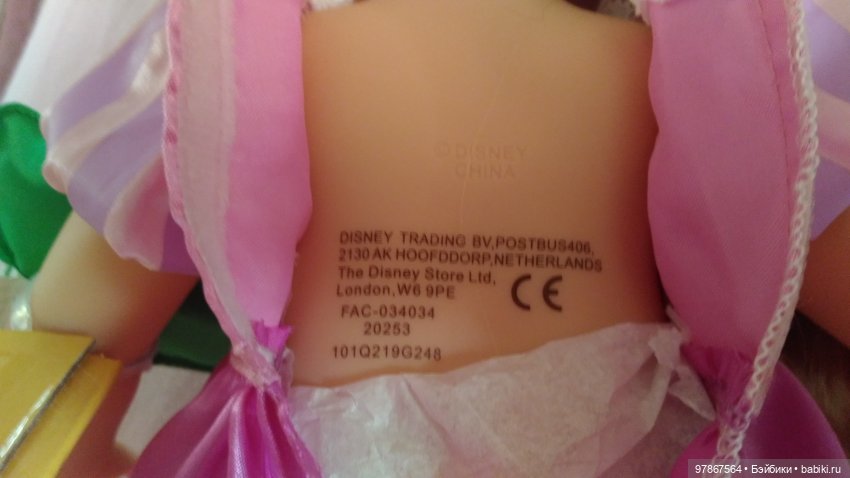 © DISNEY
CHINA
DISNEY TRADING BV,POSTBUS406,
2130 AK HOOFDDORP,NETHERLANDS
The Disney Store Ltd,
London,W6 9PE
CE
FAC-034034
20253
101Q219G248
97867564 • Бэйбики • babiki.ru